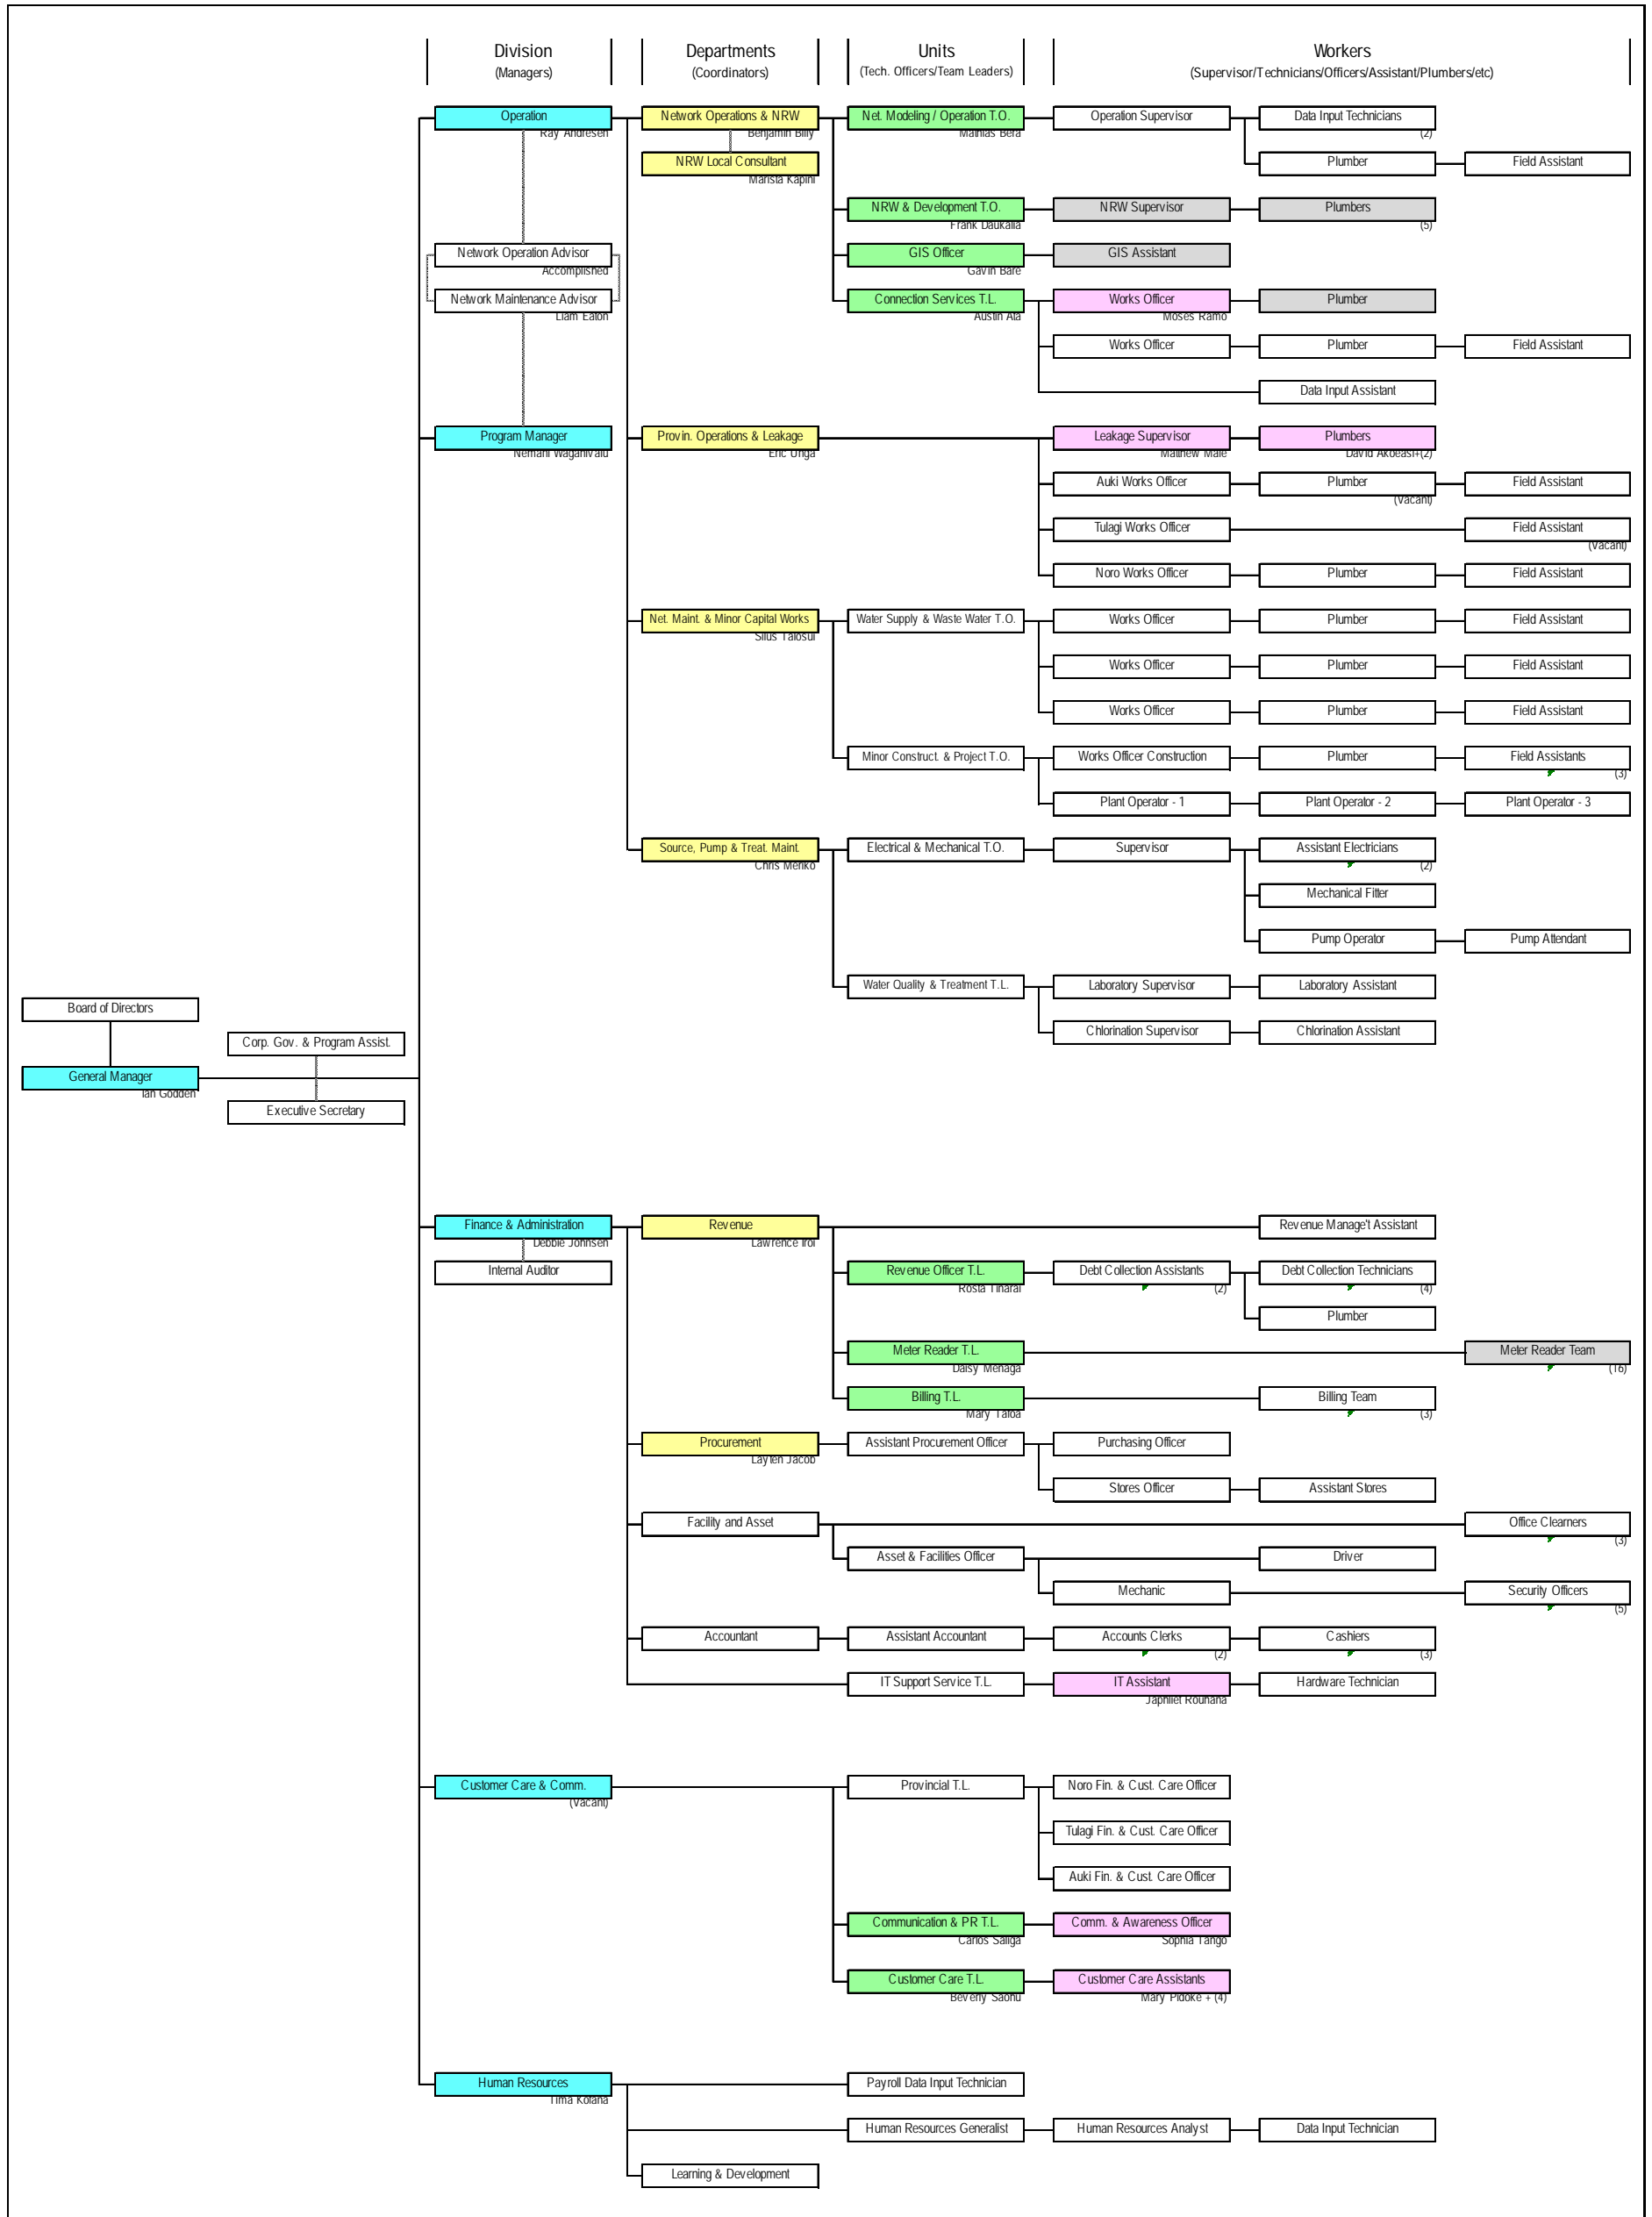 Division
(Managers)
Departments
(Coordinators)
Units
(Tech. Officers/Team Leaders)
Workers
(Supervisor/Technicians/Officers/Assistant/Plumbers/etc)
Operation
Ray Andresen
Network Operations & NRW
Benjamin Billy
Net. Modeling / Operation T.O.
Mathias Bera
Operation Supervisor
Data Input Technicians
(2)
NRW Local Consultant
Marista Kapini
Plumber
Field Assistant
NRW & Development T.O.
Frank Daukalia
NRW Supervisor
Plumbers
(5)
Network Operation Advisor
Accomplished
GIS Officer
Gavin Bare
GIS Assistant
Network Maintenance Advisor
Liam Eaton
Connection Services T.L.
Austin Ata
Works Officer
Moses Ramo
Plumber
Works Officer
Plumber
Field Assistant
Data Input Assistant
Program Manager
Nemani Waganivalu
Provin. Operations & Leakage
Eric Unga
Leakage Supervisor
Matthew Male
Plumbers
David Akoeasi+(2)
Auki Works Officer
Plumber
(Vacant)
Field Assistant
Tulagi Works Officer
Field Assistant
(Vacant)
Noro Works Officer
Plumber
Field Assistant
Net. Maint. & Minor Capital Works
Silus Talosui
Water Supply & Waste Water T.O.
Works Officer
Plumber
Field Assistant
Works Officer
Plumber
Field Assistant
Works Officer
Plumber
Field Assistant
Minor Construct. & Project T.O.
Works Officer Construction
Plumber
Field Assistants
(3)
Plant Operator - 1
Plant Operator - 2
Plant Operator - 3
Source, Pump & Treat. Maint.
Chris Meriko
Electrical & Mechanical T.O.
Supervisor
Assistant Electricians
(2)
Mechanical Fitter
Pump Operator
Pump Attendant
Water Quality & Treatment T.L.
Laboratory Supervisor
Laboratory Assistant
Board of Directors
Chlorination Supervisor
Chlorination Assistant
Corp. Gov. & Program Assist.
General Manager
Ian Godden
Executive Secretary
Finance & Administration
Debbie Johnsen
Revenue
Lawrence Iroi
Revenue Manage't Assistant
Internal Auditor
Revenue Officer T.L.
Rosta Tinarai
Debt Collection Assistants
(2)
Debt Collection Technicians
(4)
Plumber
Meter Reader T.L.
Daisy Menaga
Meter Reader Team
(16)
Billing T.L.
Mary Tafoa
Billing Team
(3)
Procurement
Layten Jacob
Assistant Procurement Officer
Purchasing Officer
Stores Officer
Assistant Stores
Facility and Asset
Office Clearners
(3)
Asset & Facilities Officer
Driver
Mechanic
Security Officers
(5)
Accountant
Assistant Accountant
Accounts Clerks
(2)
Cashiers
(3)
IT Support Service T.L.
IT Assistant
Japhliet Rouhana
Hardware Technician
Customer Care & Comm.
(Vacant)
Provincial T.L.
Noro Fin. & Cust. Care Officer
Tulagi Fin. & Cust. Care Officer
Auki Fin. & Cust. Care Officer
Communication & PR T.L.
Carlos Saliga
Comm. & Awareness Officer
Sophia Tango
Customer Care T.L.
Beverly Saohu
Customer Care Assistants
Mary Pidoke + (4)
Human Resources
Tima Kofana
Payroll Data Input Technician
Human Resources Generalist
Human Resources Analyst
Data Input Technician
Learning & Development